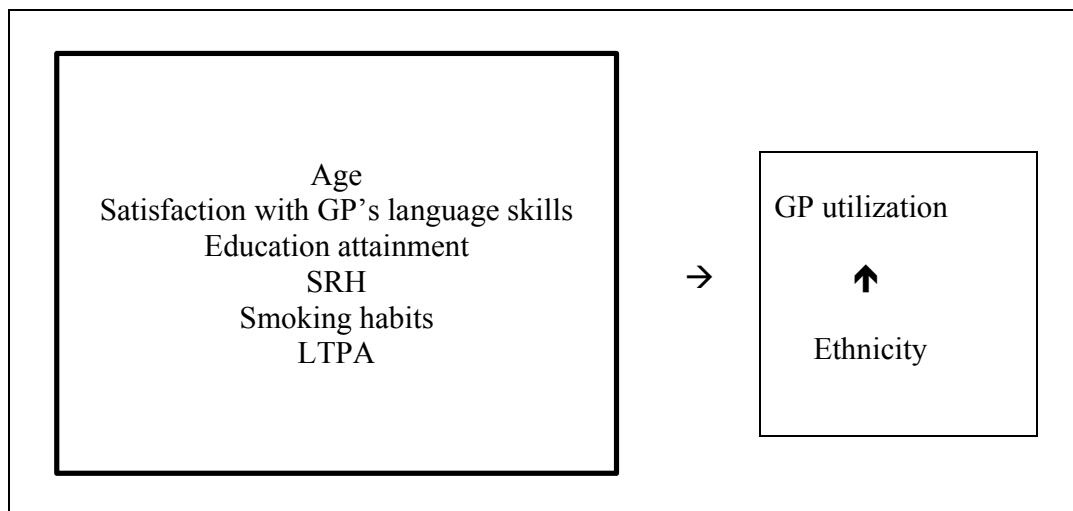 Age
Satisfaction with GP’s language skills
Education attainment
SRH
Smoking habits
LTPA
→
GP utilization
↑
Ethnicity